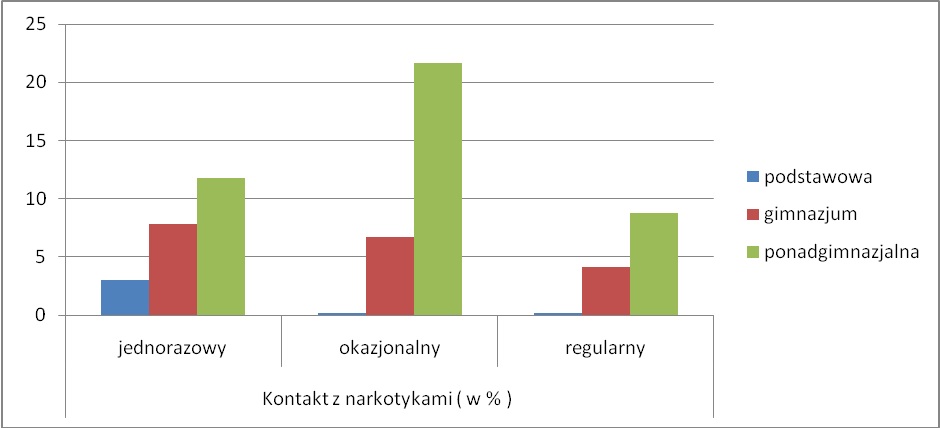 25
20
15
10
5
0
jednorazowy
okazjonalny
regularny
Kontakt z narkotykami ( w % )
podstawowa
gimnazjum
ponadgimnazjalna